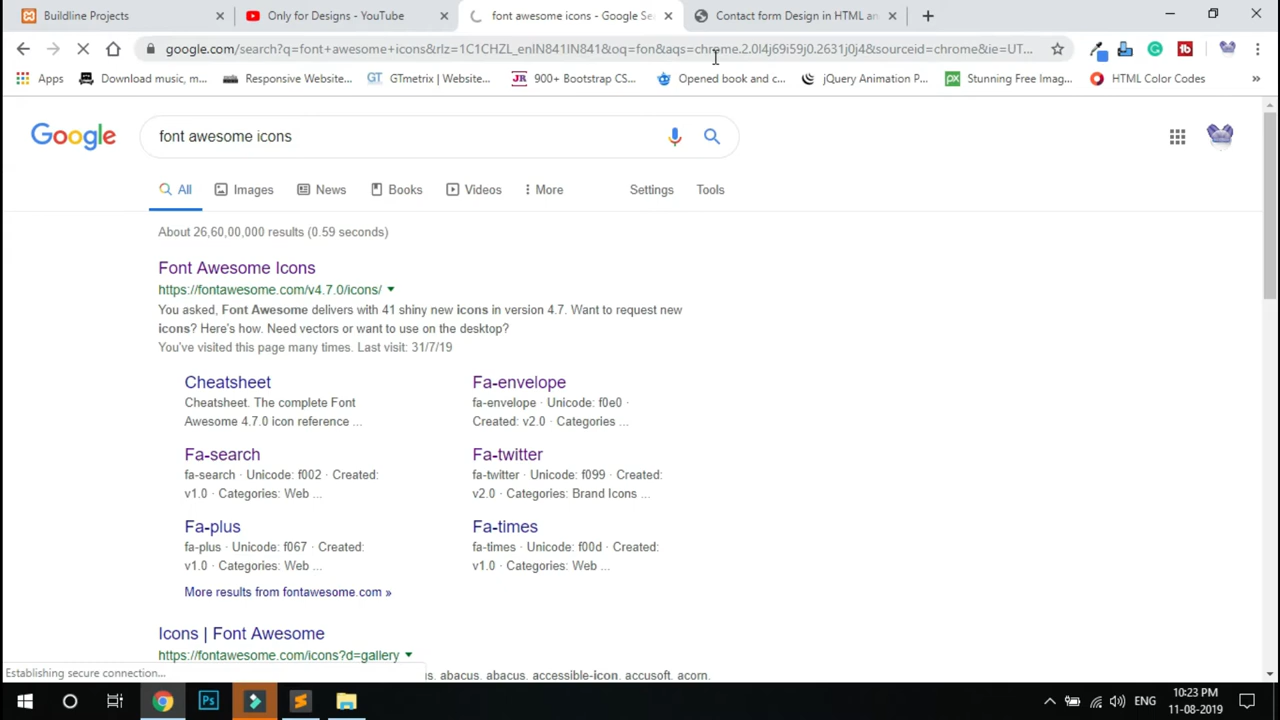 Buildline Projects
Only for Designs - YouTube
font awesome icons - Google Se
Contact form Design in HTML an
google.com/search?q=font+awesome+icons&rlz=1C1CHZL_enIN841IN841&oq=fon&aqs=chrome.2.0l4j69i59j0.2631j0j4&sourceid=chrome&ie=UT...
Apps
Download music, m...
Responsive Website...
GT
GTmetrix | Website...
JR
900+ Bootstrap CS...
Opened book and c...
jQuery Animation P...
px
Stunning Free Imag...
HTML Color Codes
»
Google
font awesome icons
All
Images
News
Books
Videos
More
Settings
Tools
About 26,60,00,000 results (0.59 seconds)
Font Awesome Icons
https://fontawesome.com/v4.7.0/icons/
You asked, Font Awesome delivers with 41 shiny new icons in version 4.7. Want to request new
icons? Here's how. Need vectors or want to use on the desktop?
You've visited this page many times. Last visit: 31/7/19
Cheatsheet
Cheatsheet. The complete Font
Awesome 4.7.0 icon reference ...
Fa-envelope
fa-envelope · Unicode: f0e0 ·
Created: v2.0 · Categories ...
Fa-search
fa-search · Unicode: f002 · Created:
v1.0 · Categories: Web ...
Fa-twitter
fa-twitter · Unicode: f099 · Created:
v2.0 · Categories: Brand Icons ...
Fa-plus
fa-plus · Unicode: f067 · Created:
v1.0 · Categories: Web ...
Fa-times
fa-times · Unicode: f00d · Created:
v1.0 · Categories: Web ...
More results from fontawesome.com »
Icons | Font Awesome
https://fontawesome.com/icons?d=gallery
Establishing secure connection...
is, abacus, abacus, accessible-icon, accusoft, acorn,
Ps
ENG
10:23 PM
11-08-2019